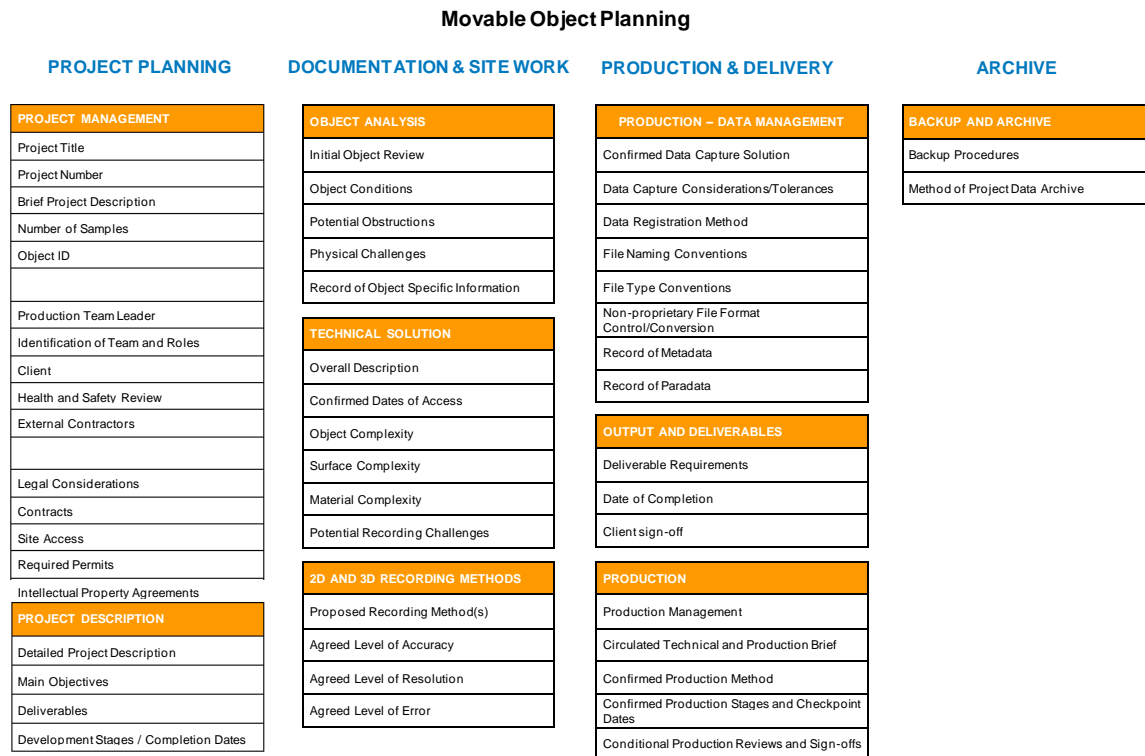 Movable Object Planning
PROJECT PLANNING
DOCUMENTATION & SITE WORK
PRODUCTION & DELIVERY
ARCHIVE
PROJECT MANAGEMENT
Project Title
Project Number
Brief Project Description
Number of Samples
Object ID
Production Team Leader
Identification of Team and Roles
Client
Health and Safety Review
External Contractors
Legal Considerations
Contracts
Site Access
Required Permits
Intellectual Property Agreements
PROJECT DESCRIPTION
Detailed Project Description
Main Objectives
Deliverables
Development Stages / Completion Dates
OBJECT ANALYSIS
Initial Object Review
Object Conditions
Potential Obstructions
Physical Challenges
Record of Object Specific Information
TECHNICAL SOLUTION
Overall Description
Confirmed Dates of Access
Object Complexity
Surface Complexity
Material Complexity
Potential Recording Challenges
2D AND 3D RECORDING METHODS
Proposed Recording Method(s)
Agreed Level of Accuracy
Agreed Level of Resolution
Agreed Level of Error
PRODUCTION – DATA MANAGEMENT
Confirmed Data Capture Solution
Data Capture Considerations/Tolerances
Data Registration Method
File Naming Conventions
File Type Conventions
Non-proprietary File Format
Control/Conversion
Record of Metadata
Record of Paradata
OUTPUT AND DELIVERABLES
Deliverable Requirements
Date of Completion
Client sign-off
PRODUCTION
Production Management
Circulated Technical and Production Brief
Confirmed Production Method
Confirmed Production Stages and Checkpoint
Dates
Conditional Production Reviews and Sign-offs
BACKUP AND ARCHIVE
Backup Procedures
Method of Project Data Archive